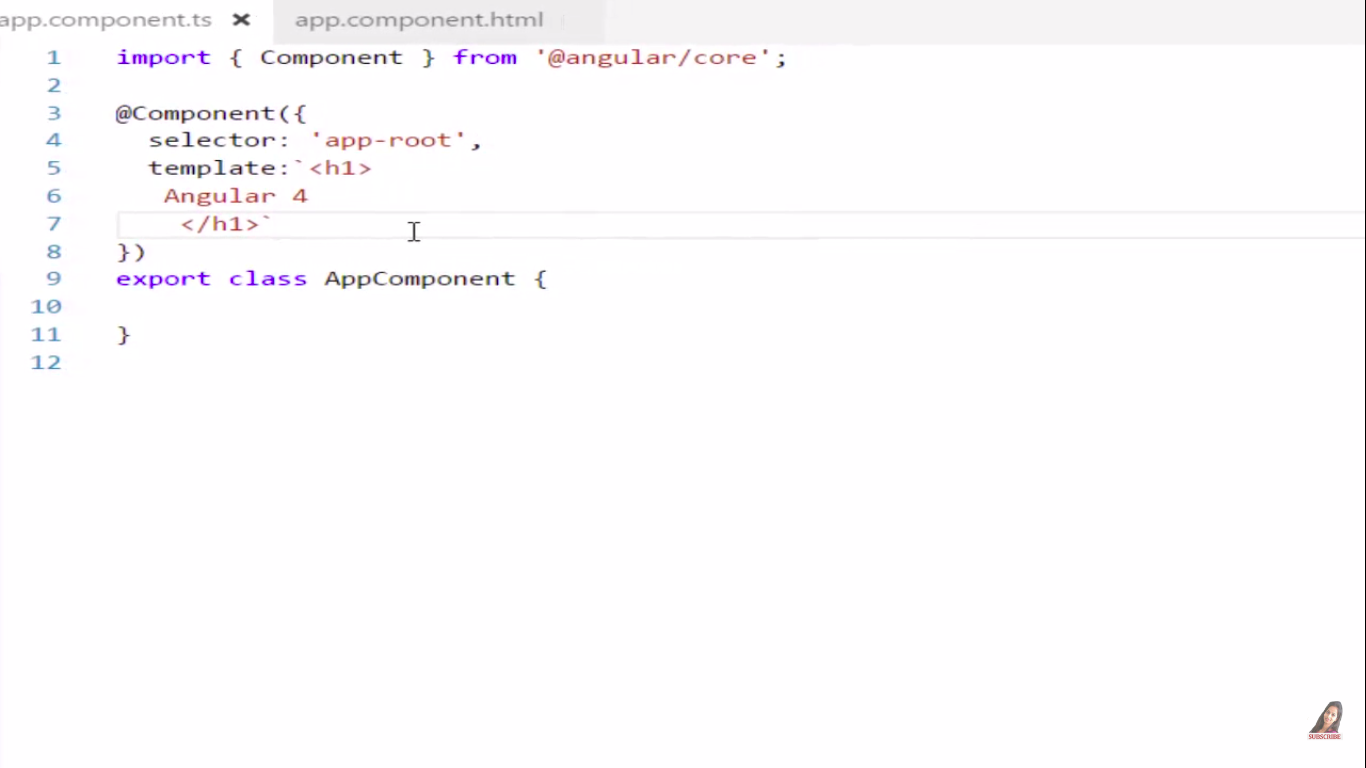 app.component.ts × app.component.html
1 import { Component } from '@angular/core';
2
3 @Component({
4 selector: 'app-root',
5 template:`<h1>
6 Angular 4
7 </h1>`
8 })
9 export class AppComponent {
10
11 }
12
SUBSCRIBE